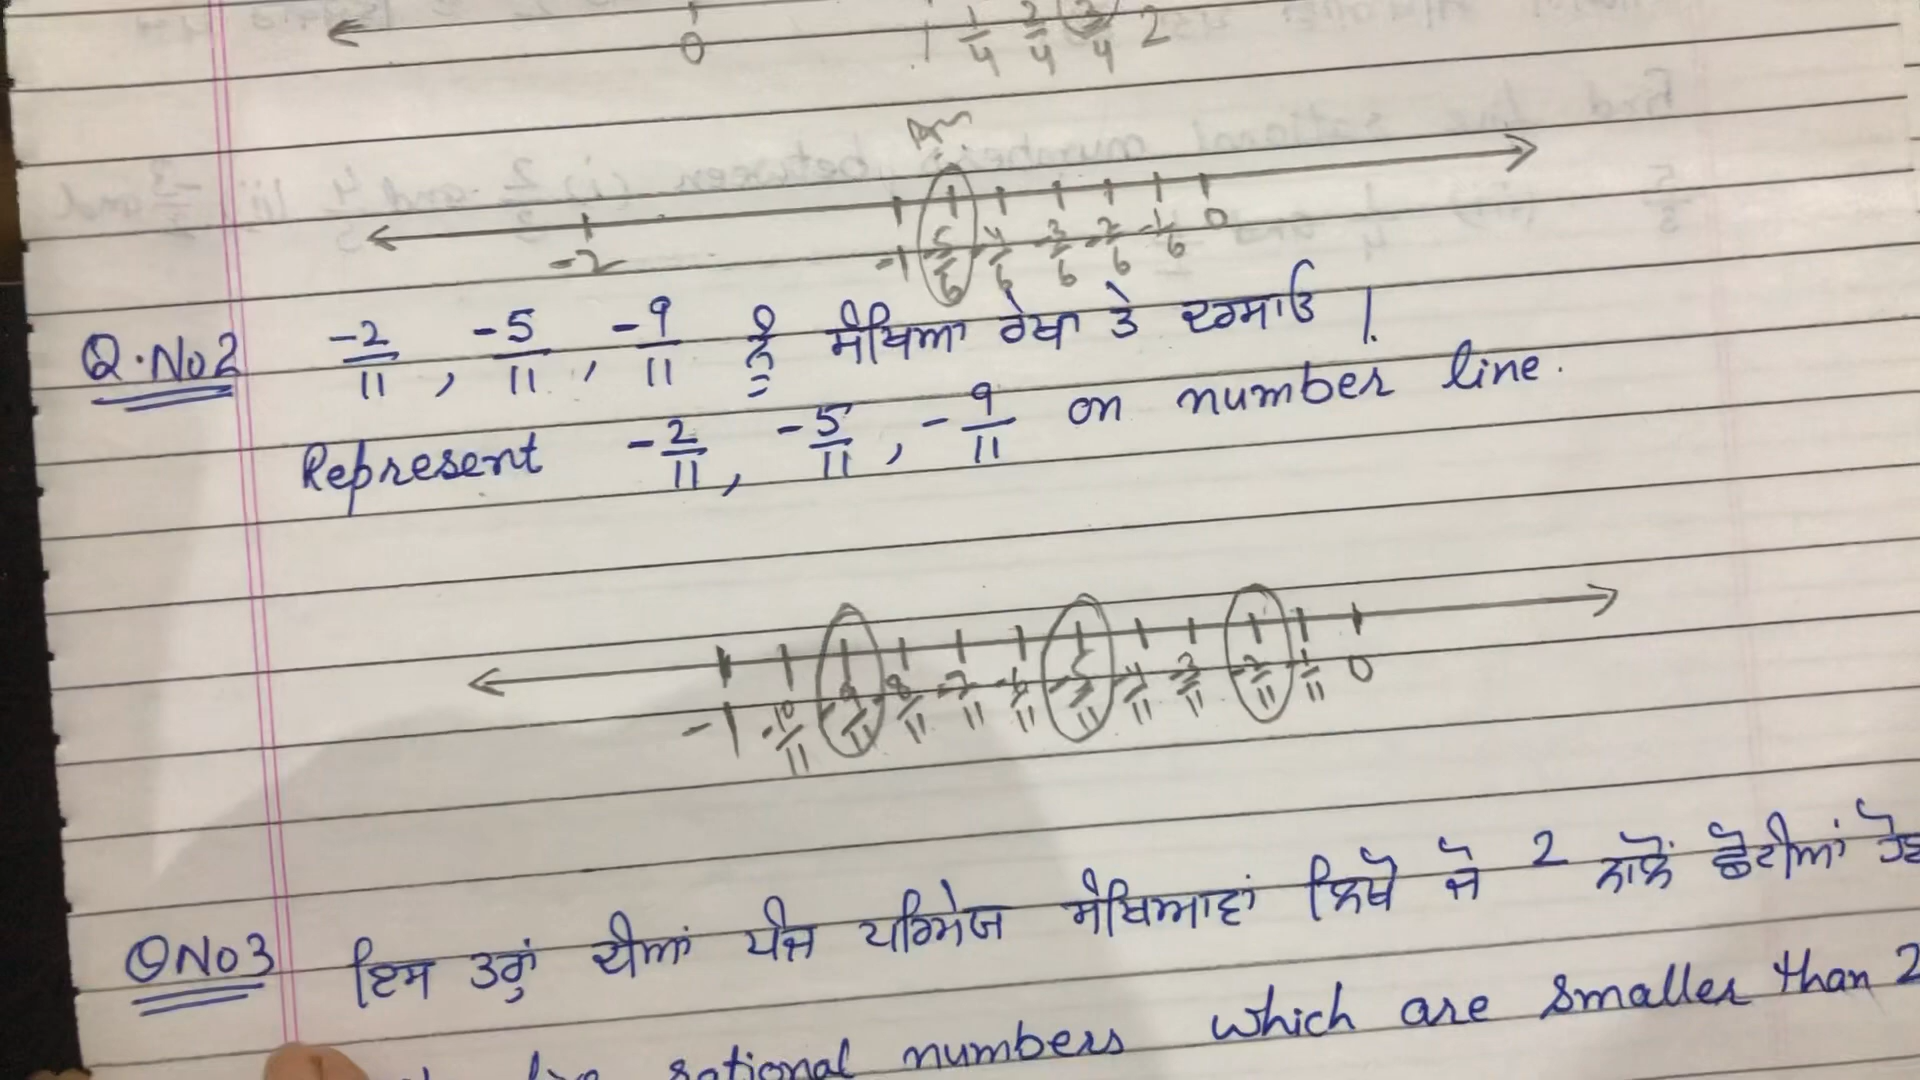 0 1 1/4 2/4 3/4 2
Ans
-2 -1 -5/6 -4/6 -3/6 -2/6 -1/6 0
Q.No2 -2/11, -5/11, -9/11 ਨੂੰ ਸੰਖਿਆ ਰੇਖਾ ਤੇ ਦਰਸਾਓ ।
Represent -2/11, -5/11, -9/11 on number line.
-1 -10/11 -9/11 -8/11 -7/11 -6/11 -5/11 -4/11 -3/11 -2/11 -1/11 0
QNo3 ਇਸ ਤਰ੍ਹਾਂ ਦੀਆਂ ਪੰਜ ਪਰਿਮੇਯ ਸੰਖਿਆਵਾਂ ਲਿਖੋ ਜੋ 2 ਨਾਲੋਂ ਛੋਟੀਆਂ
rational numbers which are smaller than 2